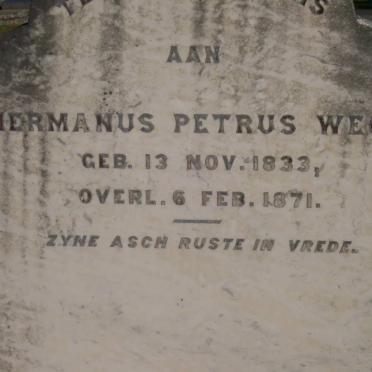 AAN
HERMANUS PETRUS
GEB. 13 NOV. 1833,
OVERL. 6 FEB. 1871.
ZYNE ASCH RUSTE IN VREDE.